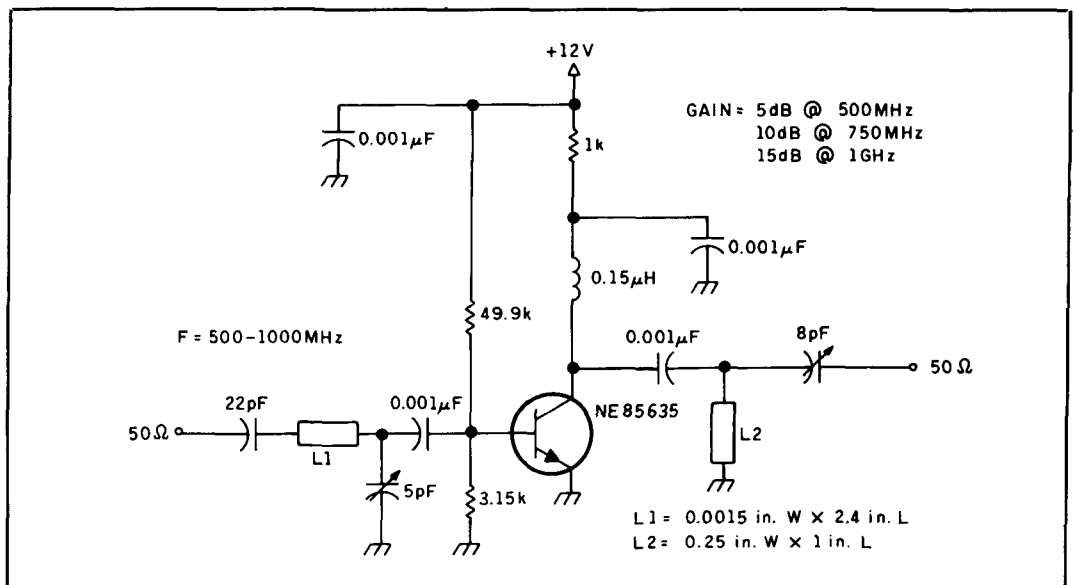 +12V
GAIN= 5dB @ 500MHz
10dB @ 750MHz
15dB @ 1GHz
0.001µF
1k
0.001µF
0.15µH
49.9k
F = 500-1000MHz
0.001µF
8pF
50Ω
22pF
0.001µF
NE85635
50Ω
L1
L2
5pF
3.15k
L1= 0.0015 in. W × 2.4 in. L
L2= 0.25 in. W × 1 in. L